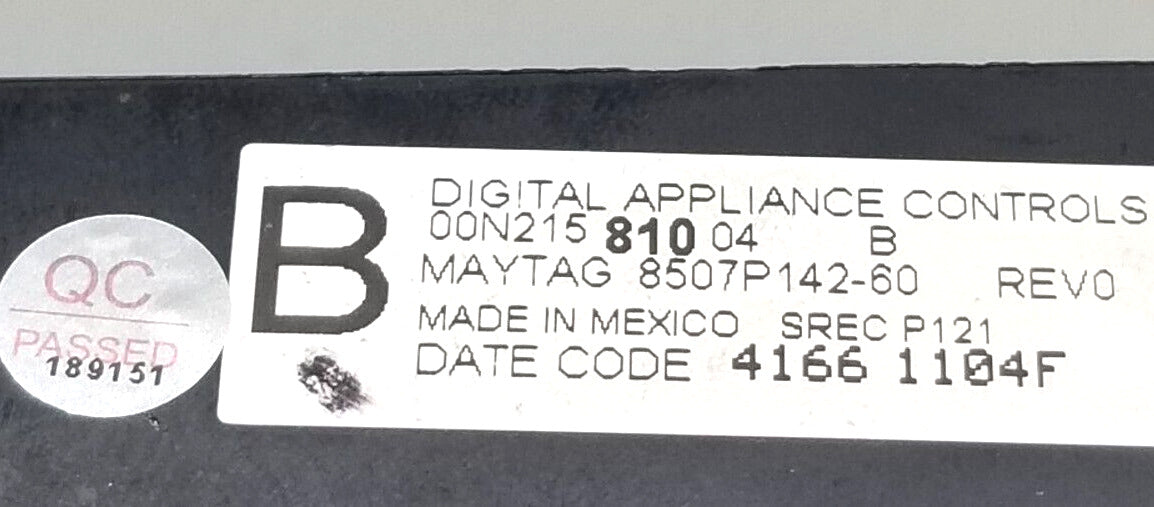 B
DIGITAL APPLIANCE CONTROLS
00N215 810 04 B
MAYTAG 8507P142-60 REV0
MADE IN MEXICO SREC P121
DATE CODE 4166 1104F
QC
PASSED
189151